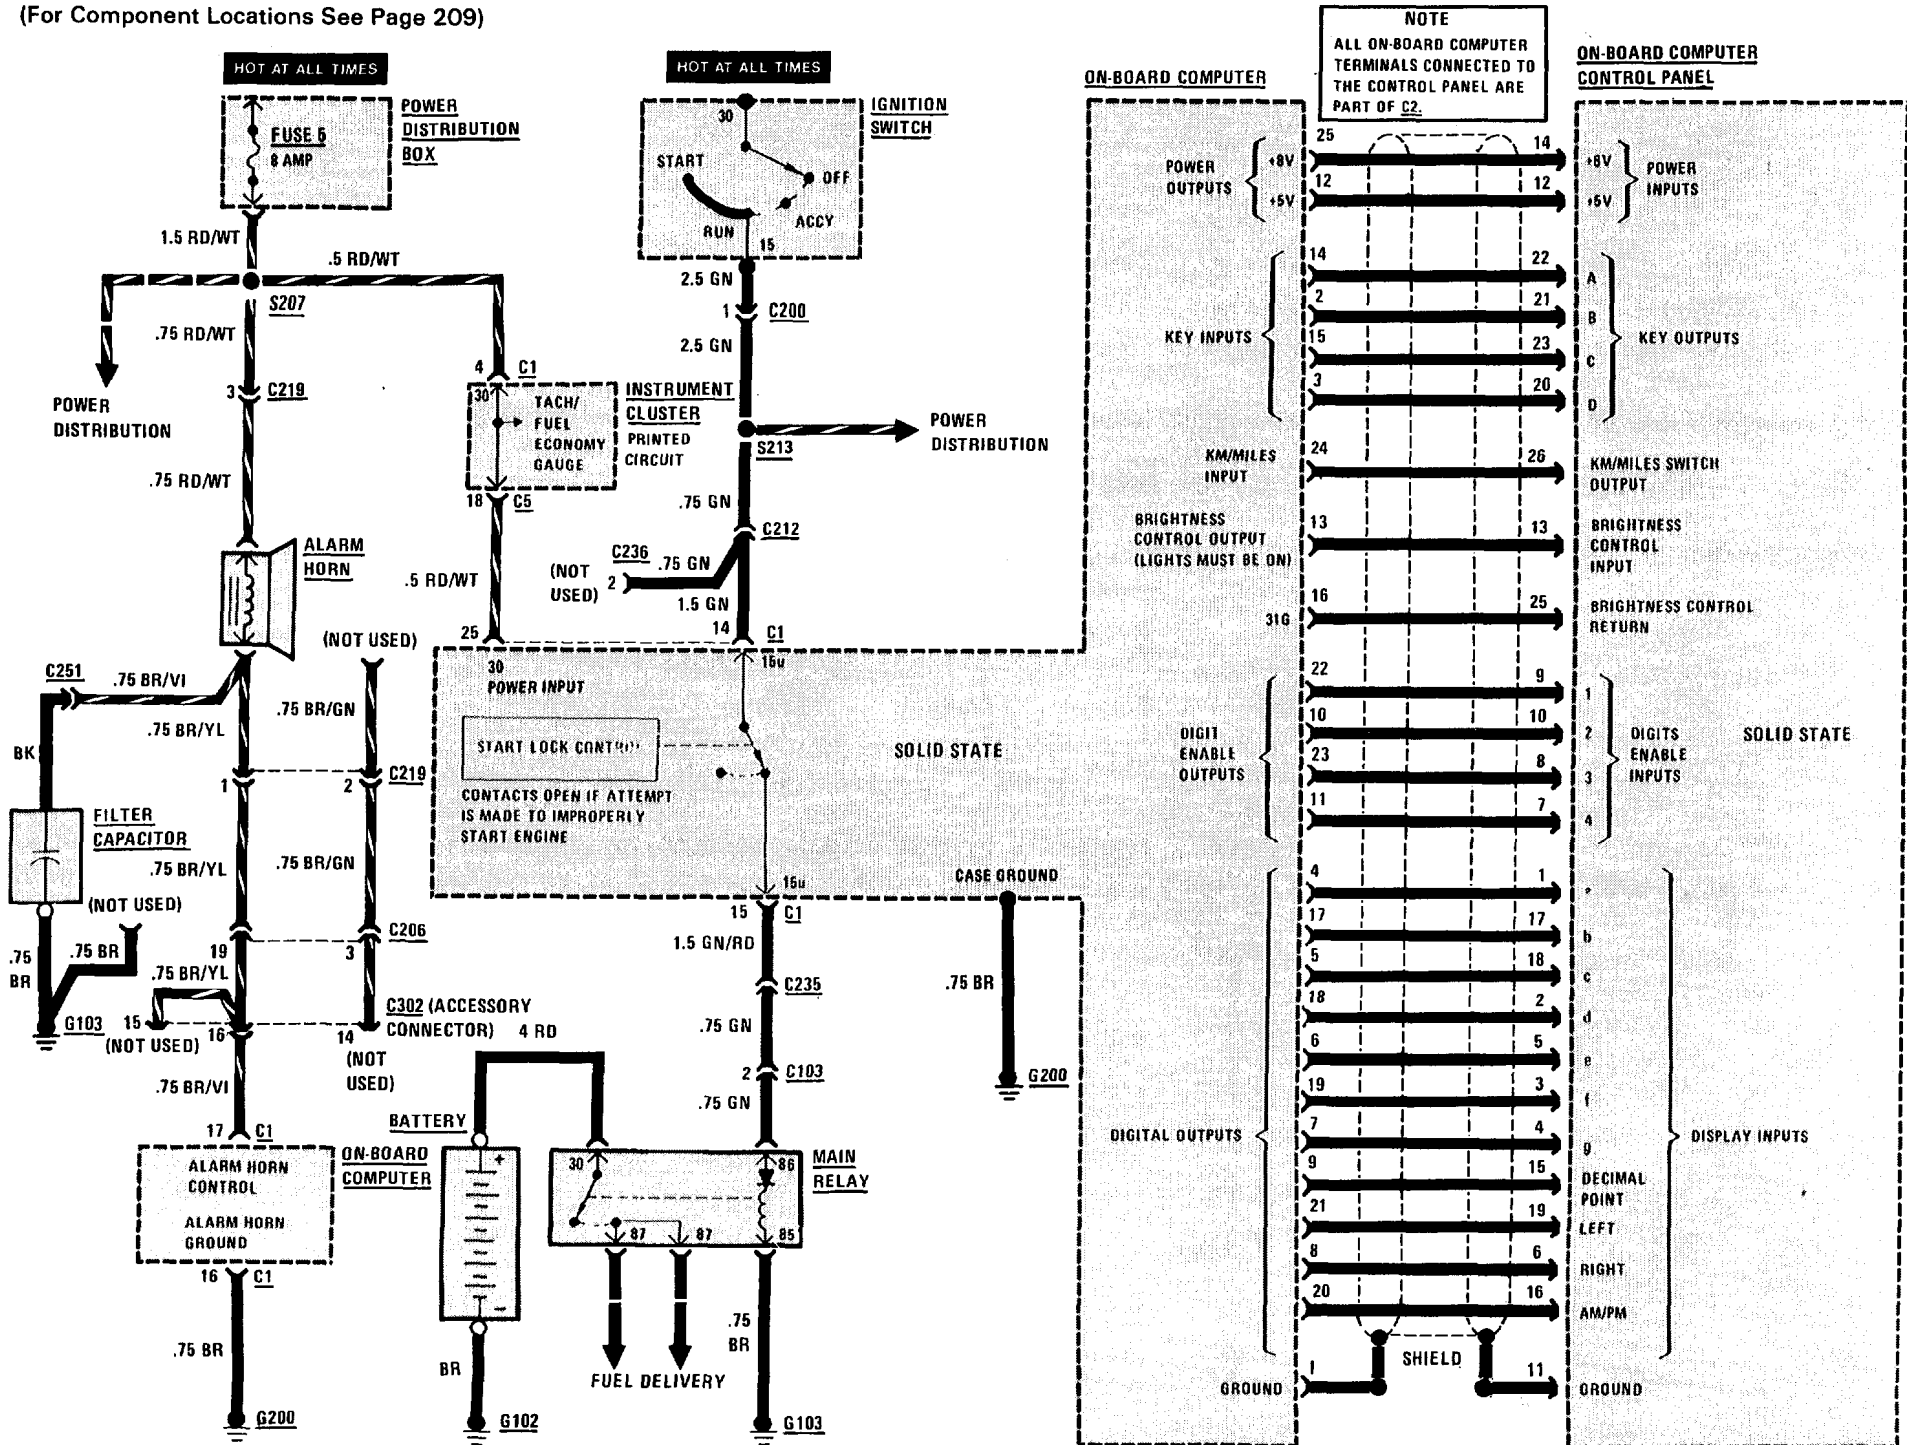 (For Component Locations See Page 209)
HOT AT ALL TIMES
POWER
DISTRIBUTION
BOX
FUSE 5
8 AMP
1.5 RD/WT
.5 RD/WT
S207
.75 RD/WT
POWER
DISTRIBUTION
3
C219
.75 RD/WT
4
C1
30
TACH/
FUEL
ECONOMY
GAUGE
INSTRUMENT
CLUSTER
PRINTED
CIRCUIT
18
C5
.5 RD/WT
25
HOT AT ALL TIMES
IGNITION
SWITCH
30
START
OFF
ACCY
RUN
15
2.5 GN
1
C200
2.5 GN
S213
POWER
DISTRIBUTION
.75 GN
C212
C236
.75 GN
(NOT
USED)
2
1.5 GN
14
C1
ALARM
HORN
C251
.75 BR/VI
.75 BR/YL
BK
(NOT USED)
.75 BR/GN
1
2
C219
FILTER
CAPACITOR
.75 BR/YL
.75 BR/GN
(NOT USED)
.75 BR
.75
BR
19
3
C206
.75 BR/YL
G103
15
(NOT USED)
16
14
C302 (ACCESSORY
CONNECTOR)
(NOT
USED)
.75 BR/VI
17
C1
ALARM HORN
CONTROL
ALARM HORN
GROUND
ON-BOARD
COMPUTER
16
C1
.75 BR
G200
30
POWER INPUT
15u
START LOCK CONTROL
CONTACTS OPEN IF ATTEMPT
IS MADE TO IMPROPERLY
START ENGINE
SOLID STATE
15u
CASE GROUND
15
C1
1.5 GN/RD
C235
.75 GN
2
C103
.75 GN
.75 BR
G200
4 RD
BATTERY
+
-
BR
G102
30
86
MAIN
RELAY
87
87
85
FUEL DELIVERY
.75
BR
G103
NOTE
ALL ON-BOARD COMPUTER
TERMINALS CONNECTED TO
THE CONTROL PANEL ARE
PART OF C2.
ON-BOARD COMPUTER
ON-BOARD COMPUTER
CONTROL PANEL
POWER
OUTPUTS
+8V
25
14
+8V
+5V
12
12
+5V
POWER
INPUTS
KEY INPUTS
14
22
A
2
21
B
15
23
C
3
20
D
KEY OUTPUTS
KM/MILES
INPUT
24
26
KM/MILES SWITCH
OUTPUT
BRIGHTNESS
CONTROL OUTPUT
(LIGHTS MUST BE ON)
13
13
BRIGHTNESS
CONTROL
INPUT
31G
16
25
BRIGHTNESS CONTROL
RETURN
DIGIT
ENABLE
OUTPUTS
22
9
1
10
10
2
23
8
3
11
7
4
DIGITS
ENABLE
INPUTS
SOLID STATE
DIGITAL OUTPUTS
4
1
17
17
b
5
18
c
18
2
d
6
5
e
19
3
f
7
4
g
9
15
DECIMAL
POINT
21
19
LEFT
8
6
RIGHT
20
16
AM/PM
DISPLAY INPUTS
SHIELD
GROUND
1
11
GROUND